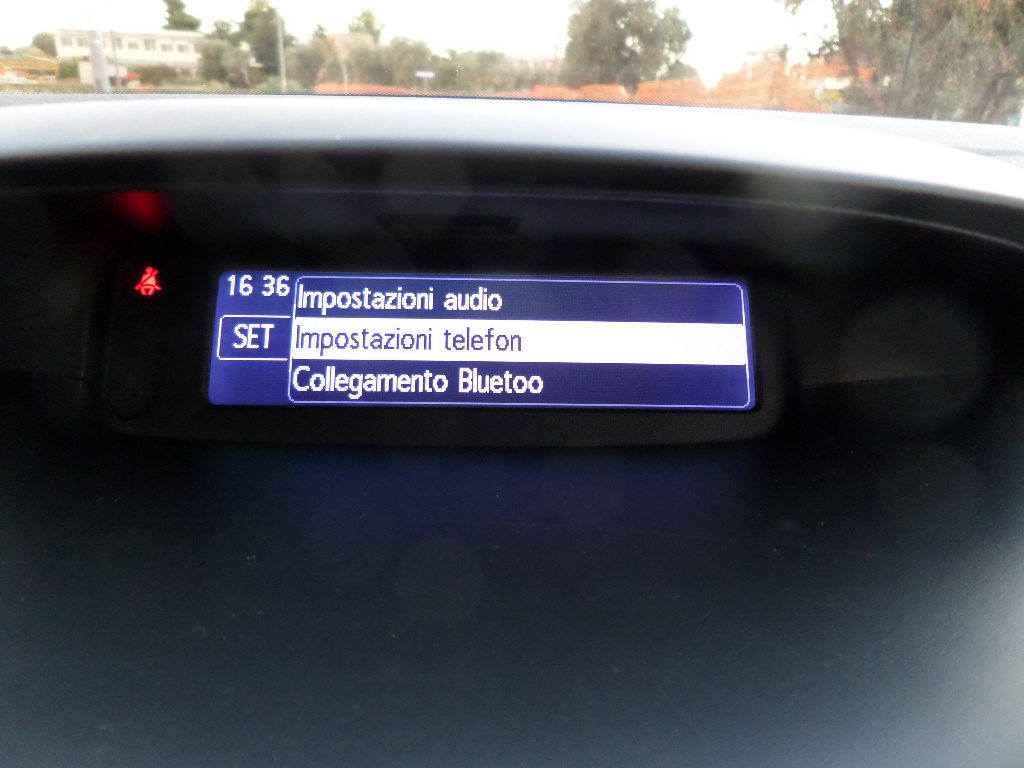 16 36
SET
Impostazioni audio
Impostazioni telefon
Collegamento Bluetoo